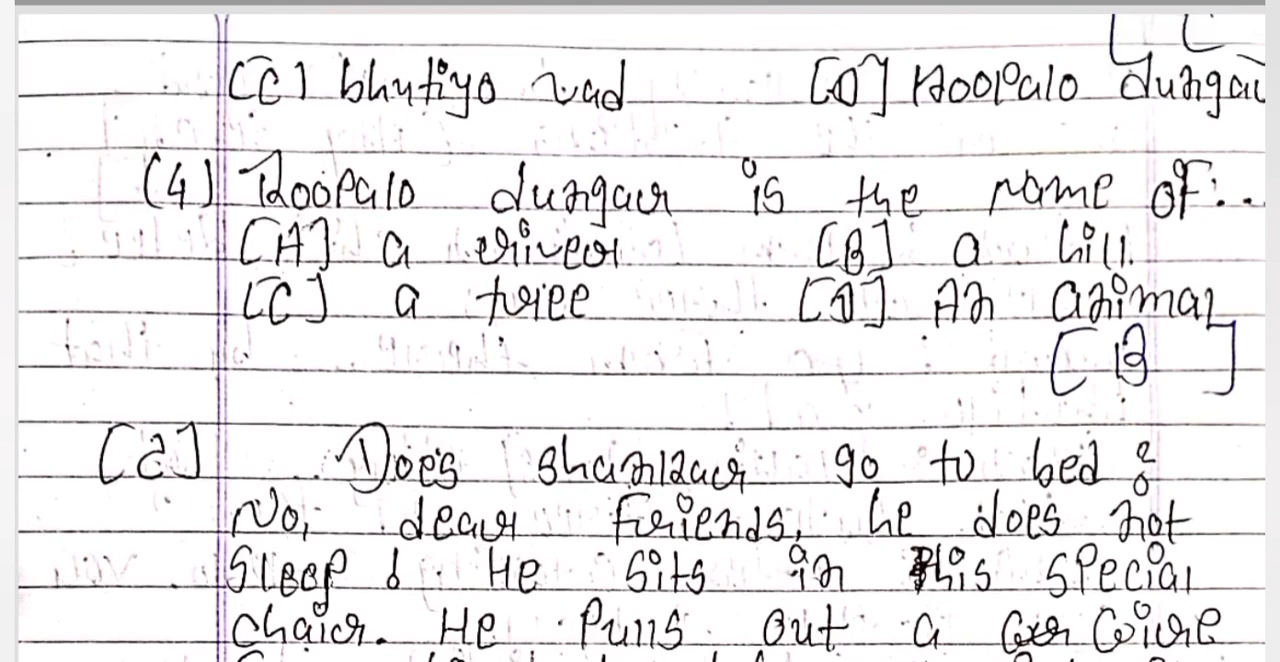 [C] bhutiyo vad [D] Roopalo dungar
(4) Roopalo dungar is the name of...
[A] a river [B] a hill.
[C] a tree [D] An animal
[B]
[2] Does shankar go to bed?
No, dear friends, he does not
sleep! He sits in his special
chair. He pulls out a wire